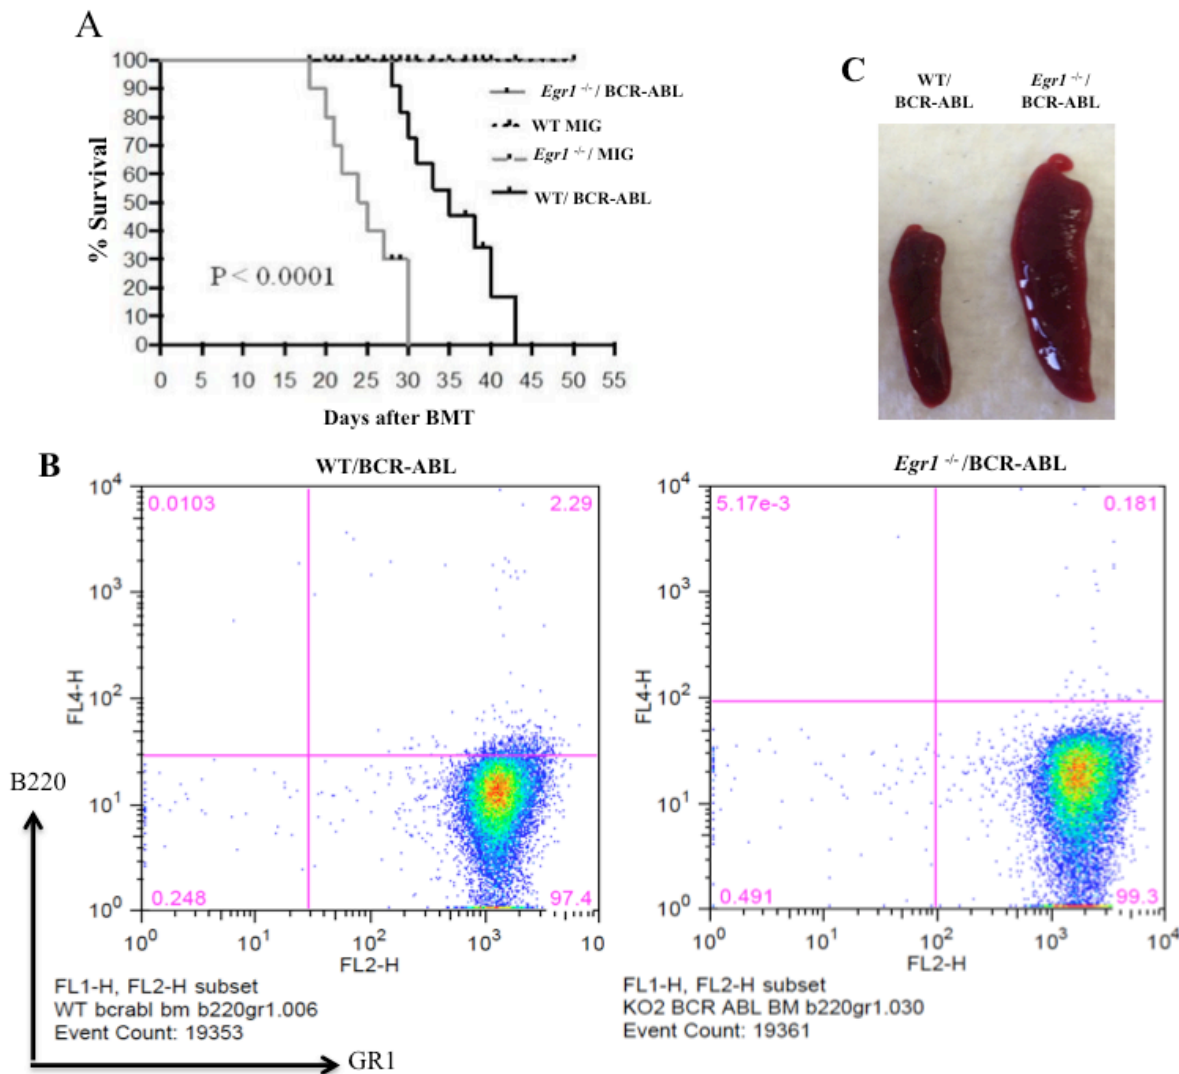 A
100
90
80
70
60
50
40
30
20
10
0
% Survival
Egr1 -/-/ BCR-ABL
WT MIG
Egr1 -/-/ MIG
WT/ BCR-ABL
P < 0.0001
0 5 10 15 20 25 30 35 40 45 50 55
Days after BMT
C
WT/
BCR-ABL
Egr1 -/-/
BCR-ABL
B
WT/BCR-ABL
10^4
10^3
10^2
10^1
10^0
FL4-H
0.0103
2.29
0.248
97.4
10^0 10^1 10^2 10^3 10
FL2-H
FL1-H, FL2-H subset
WT bcrabl bm b220gr1.006
Event Count: 19353
Egr1 -/-/BCR-ABL
10^4
10^3
10^2
10^1
10^0
FL4-H
5.17e-3
0.181
0.491
99.3
10^0 10^1 10^2 10^3 10^4
FL2-H
FL1-H, FL2-H subset
KO2 BCR ABL BM b220gr1.030
Event Count: 19361
B220
GR1